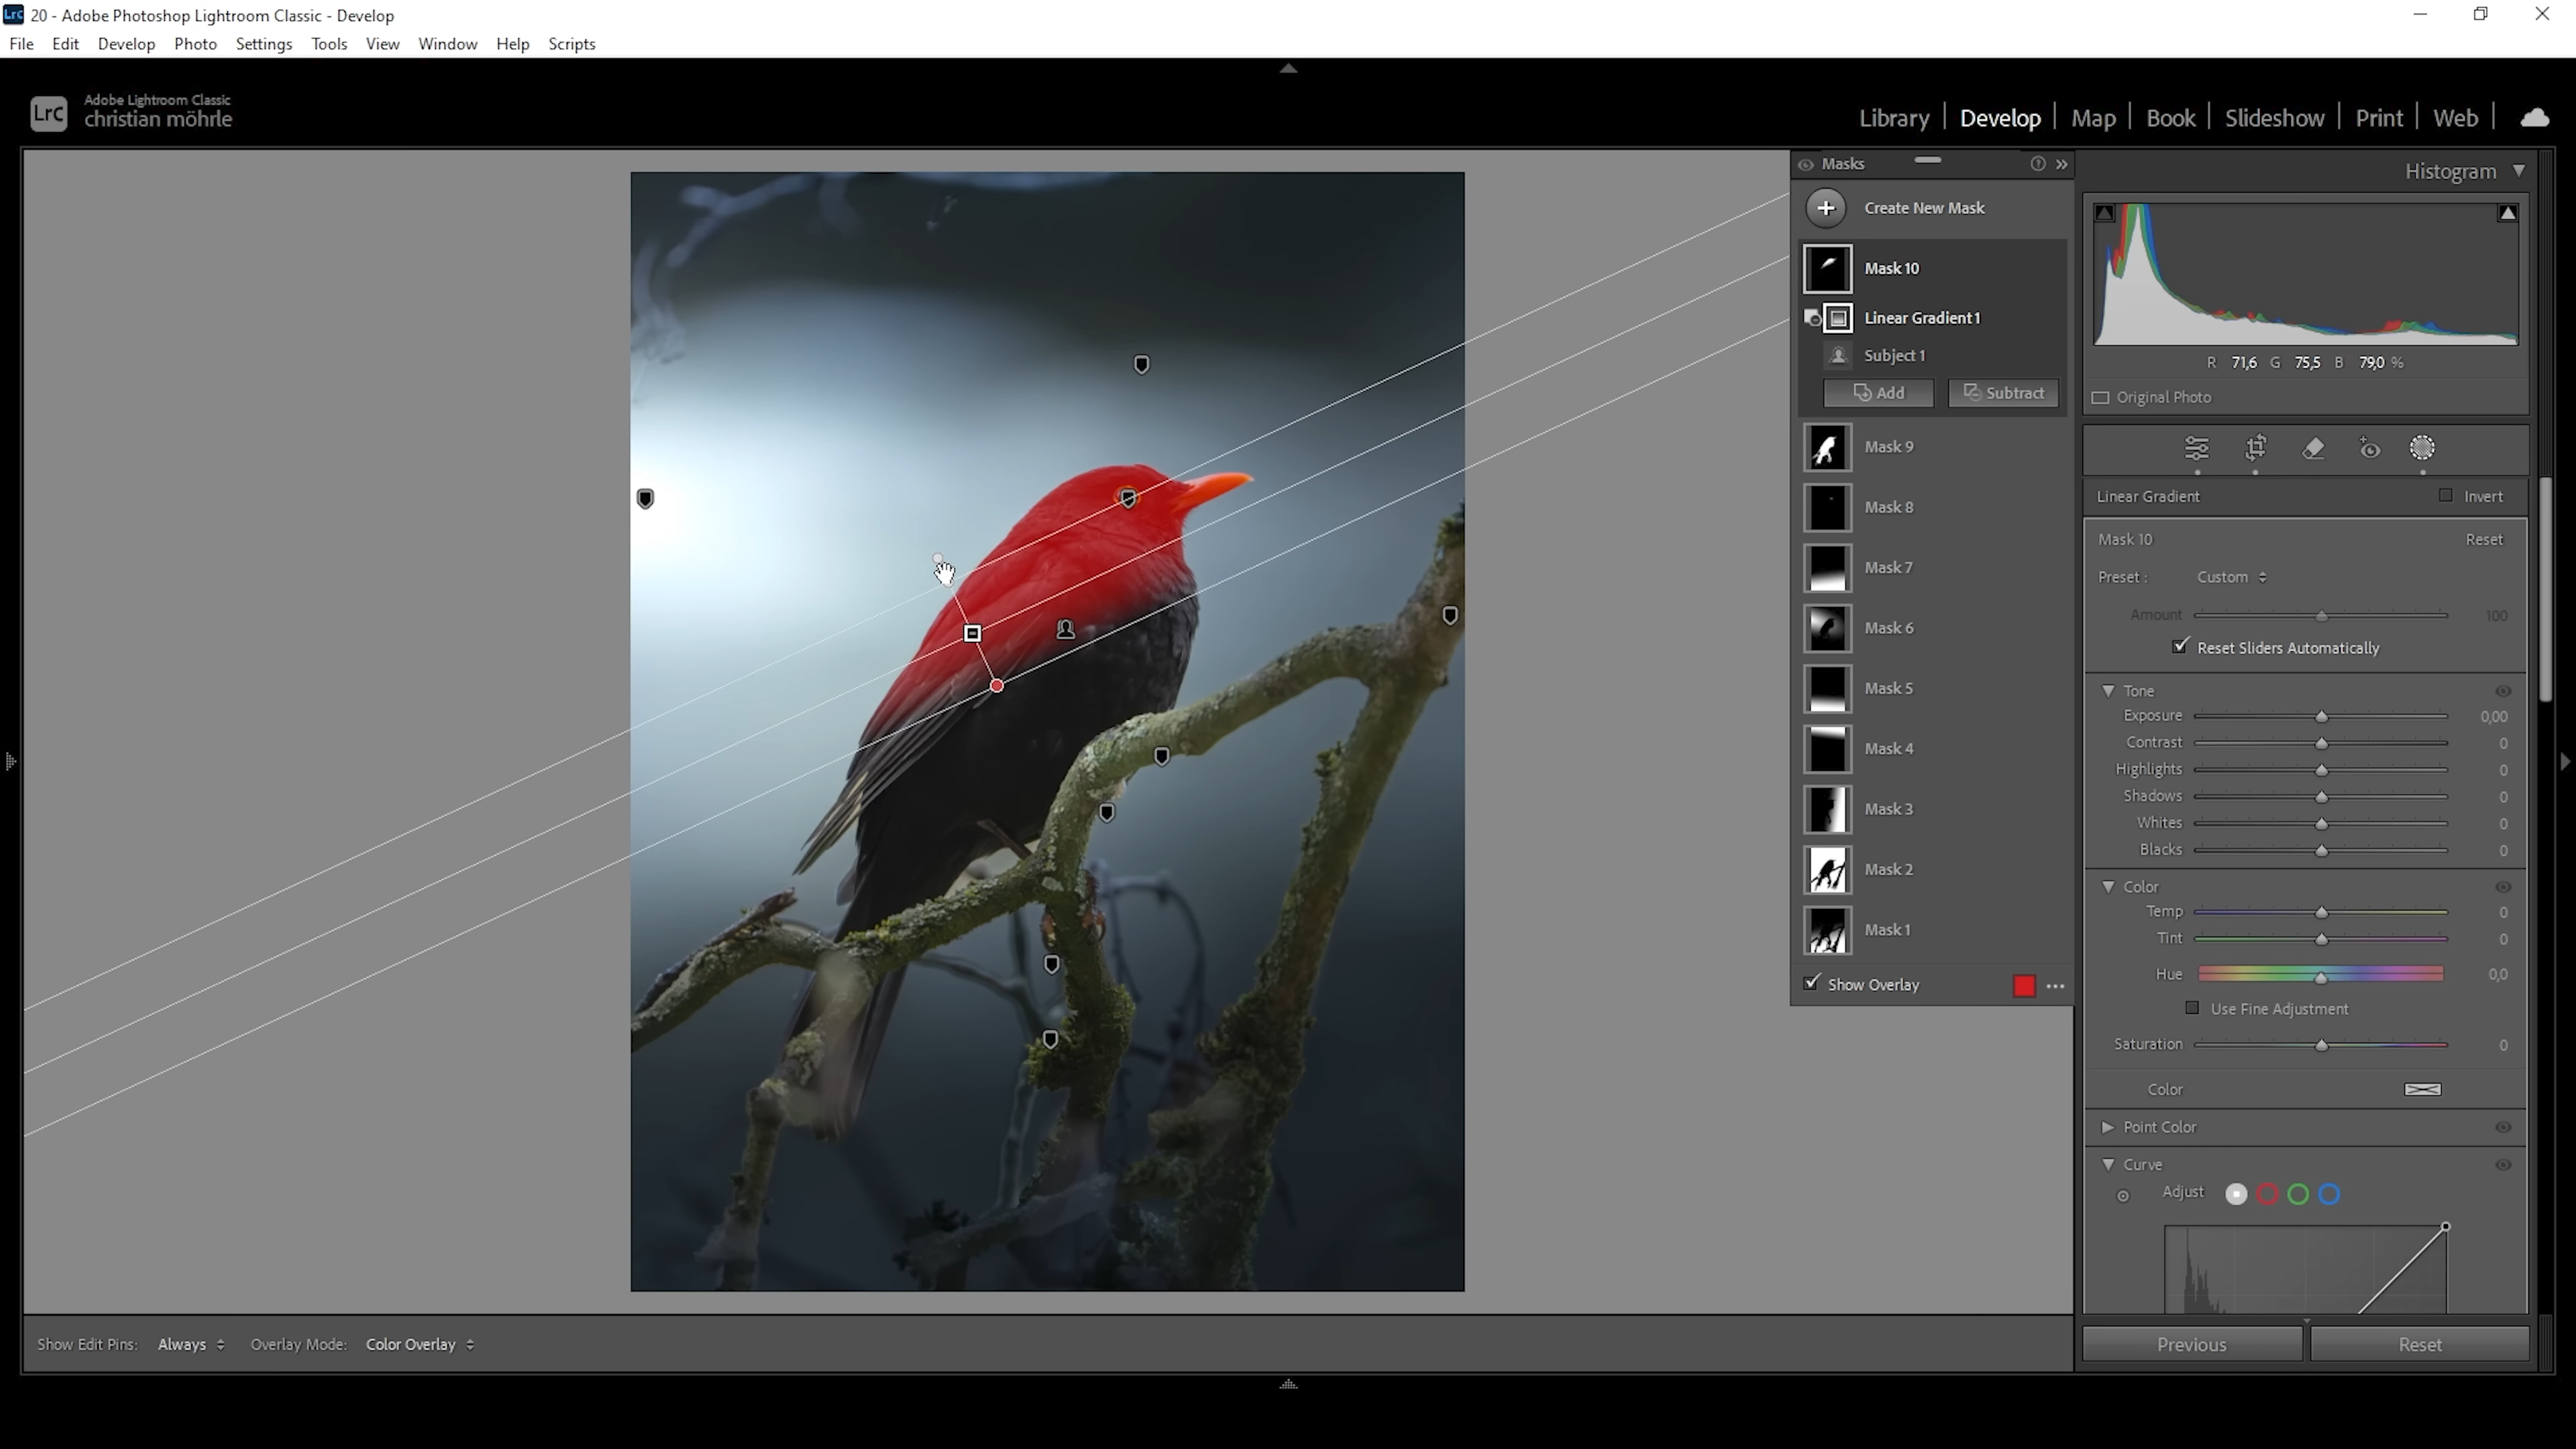 20 - Adobe Photoshop Lightroom Classic - Develop
File Edit Develop Photo Settings Tools View Window Help Scripts
Lrc
Adobe Lightroom Classic
christian möhrle
Library | Develop | Map | Book | Slideshow | Print | Web |
Masks
Create New Mask
Mask 10
Linear Gradient 1
Subject 1
Add Subtract
Mask 9
Mask 8
Mask 7
Mask 6
Mask 5
Mask 4
Mask 3
Mask 2
Mask 1
Show Overlay
Histogram
R 71,6 G 75,5 B 79,0 %
Original Photo
Linear Gradient Invert
Mask 10 Reset
Preset : Custom
Amount 100
Reset Sliders Automatically
Tone
Exposure 0,00
Contrast 0
Highlights 0
Shadows 0
Whites 0
Blacks 0
Color
Temp 0
Tint 0
Hue 0,0
Use Fine Adjustment
Saturation 0
Color
Point Color
Curve
Adjust
Previous Reset
Show Edit Pins: Always Overlay Mode: Color Overlay